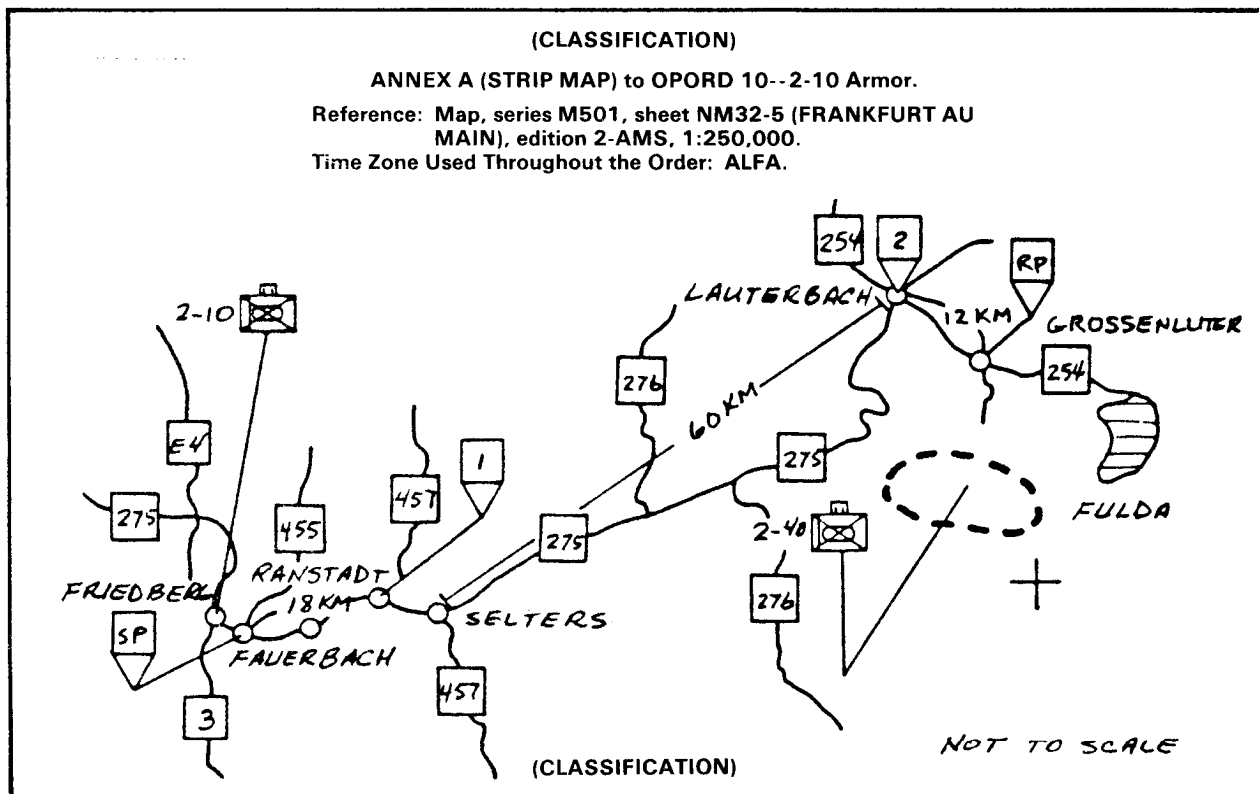 (CLASSIFICATION)
ANNEX A (STRIP MAP) to OPORD 10--2-10 Armor.
Reference: Map, series M501, sheet NM32-5 (FRANKFURT AU
MAIN), edition 2-AMS, 1:250,000.
Time Zone Used Throughout the Order: ALFA.
254
2
RP
LAUTERBACH
12 KM
GROSSENLUTER
2-10
276
254
60 KM
E4
1
275
457
275
455
275
2-40
FULDA
RANSTADT
FRIEDBERG
18 KM
276
SP
SELTERS
FAUERBACH
457
3
NOT TO SCALE
(CLASSIFICATION)